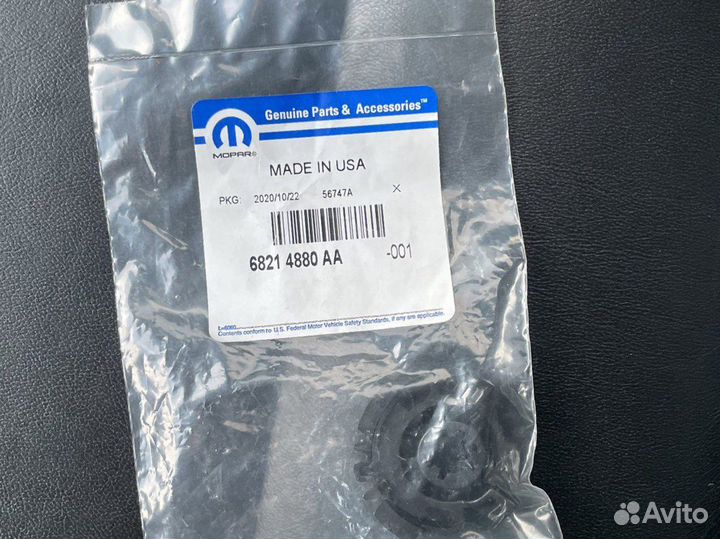 Genuine Parts & Accessories™
MOPAR®
MADE IN USA
PKG: 2020/10/22 56747A X
6821 4880 AA -001
L-6060
Contents conform to U.S. Federal Motor Vehicle Safety Standards, if any are applicable.
Avito